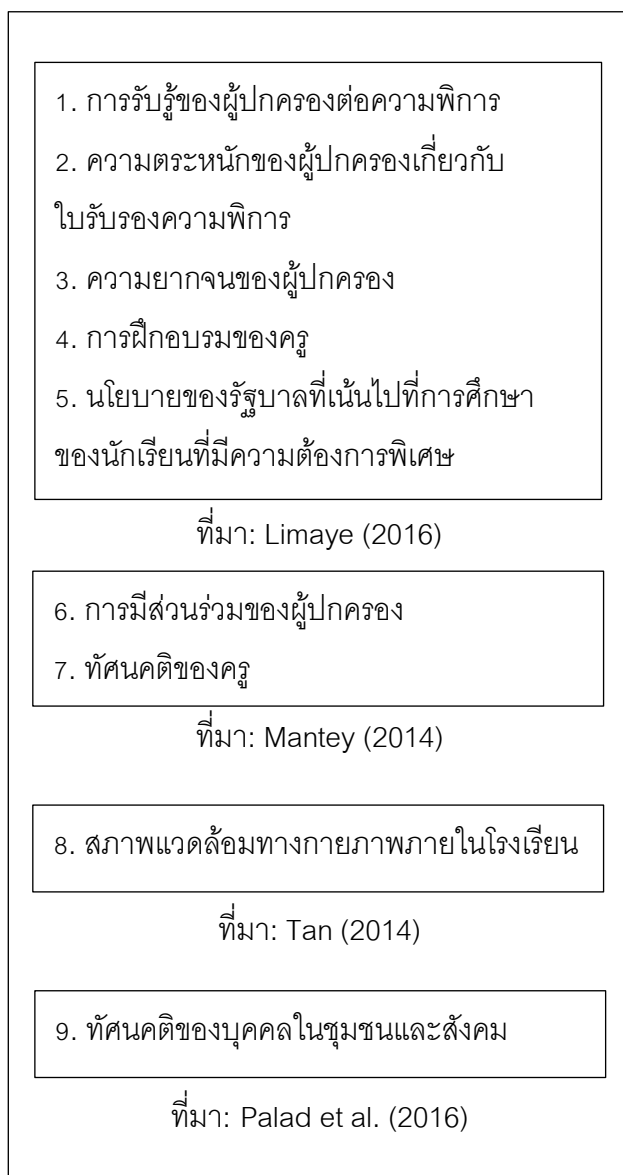 1. การรับรู้ของผู้ปกครองต่อความพิการ
2. ความตระหนักของผู้ปกครองเกี่ยวกับ
ใบรับรองความพิการ
3. ความยากจนของผู้ปกครอง
4. การฝึกอบรมของครู
5. นโยบายของรัฐบาลที่เน้นไปที่การศึกษา
ของนักเรียนที่มีความต้องการพิเศษ
ที่มา: Limaye (2016)
6. การมีส่วนร่วมของผู้ปกครอง
7. ทัศนคติของครู
ที่มา: Mantey (2014)
8. สภาพแวดล้อมทางกายภาพภายในโรงเรียน
ที่มา: Tan (2014)
9. ทัศนคติของบุคคลในชุมชนและสังคม
ที่มา: Palad et al. (2016)